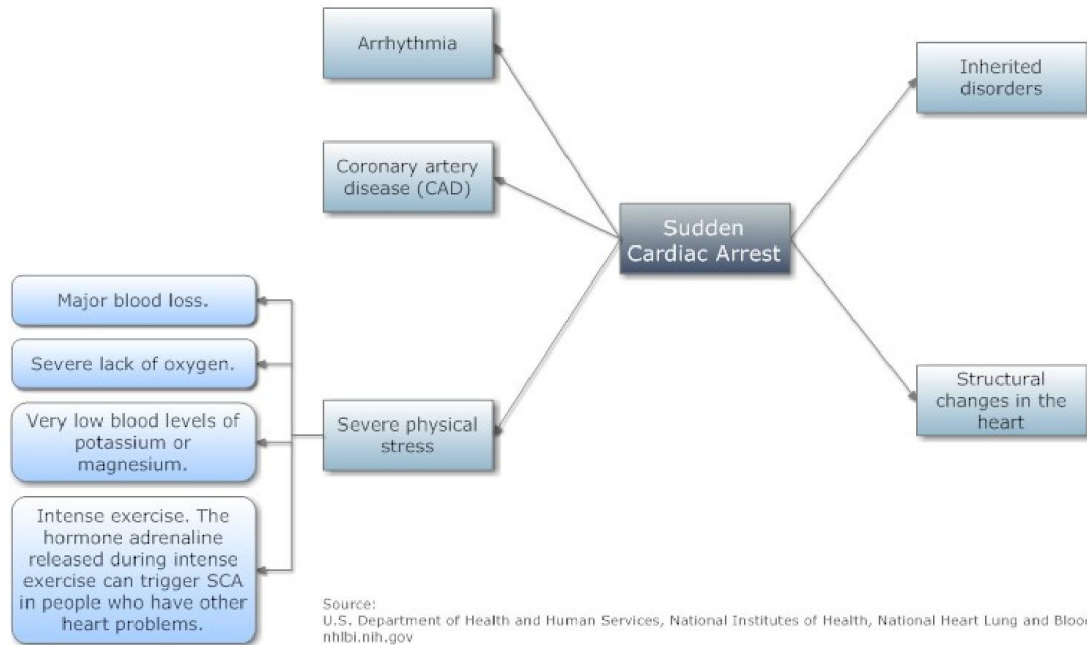 Arrhythmia
Inherited
disorders
Coronary artery
disease (CAD)
Sudden
Cardiac Arrest
Major blood loss.
Severe lack of oxygen.
Very low blood levels of
potassium or
magnesium.
Intense exercise. The
hormone adrenaline
released during intense
exercise can trigger SCA
in people who have other
heart problems.
Severe physical
stress
Structural
changes in the
heart
Source:
U.S. Department of Health and Human Services, National Institutes of Health, National Heart Lung and Bloo
nhlbi.nih.gov